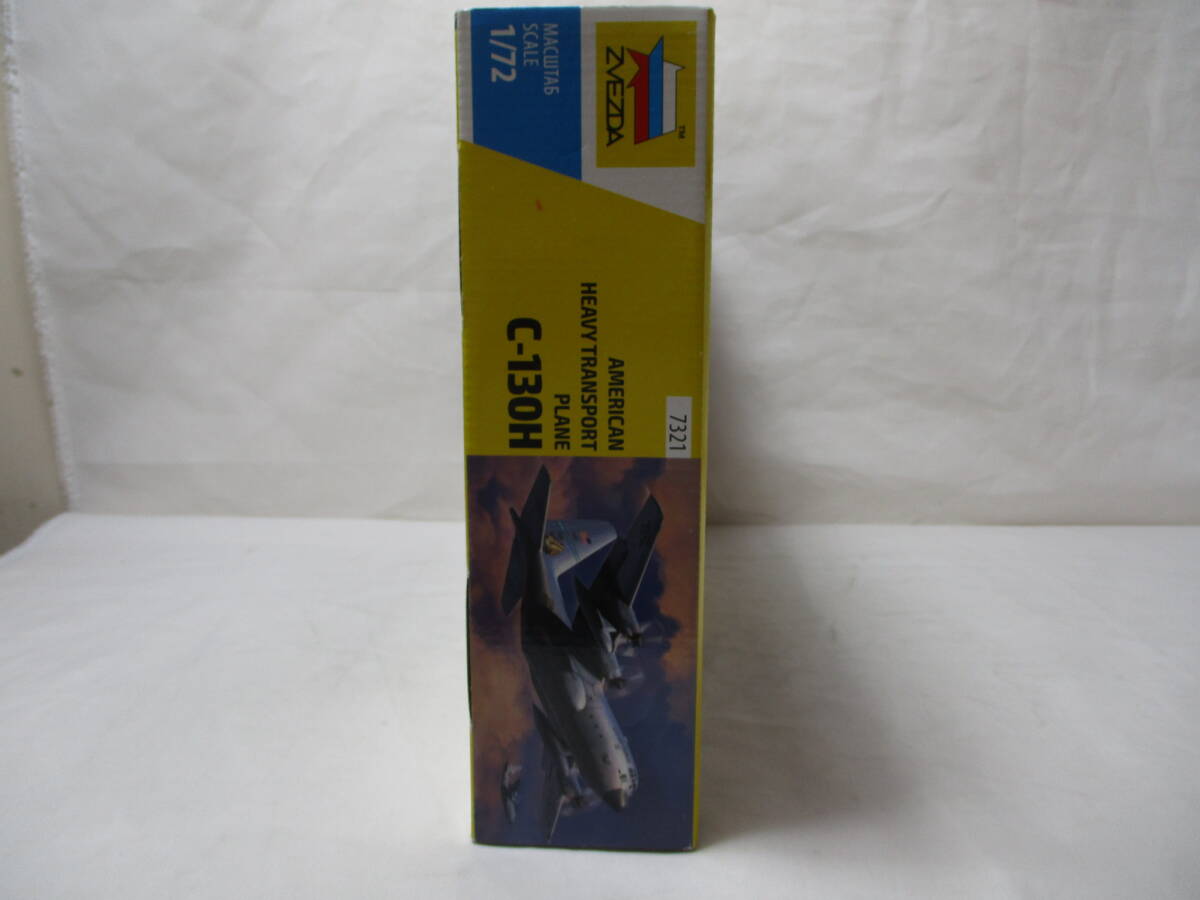 ZVEZDA
™
МАСШТАБ
SCALE
1/72
7321
AMERICAN
HEAVY TRANSPORT
PLANE
C-130H